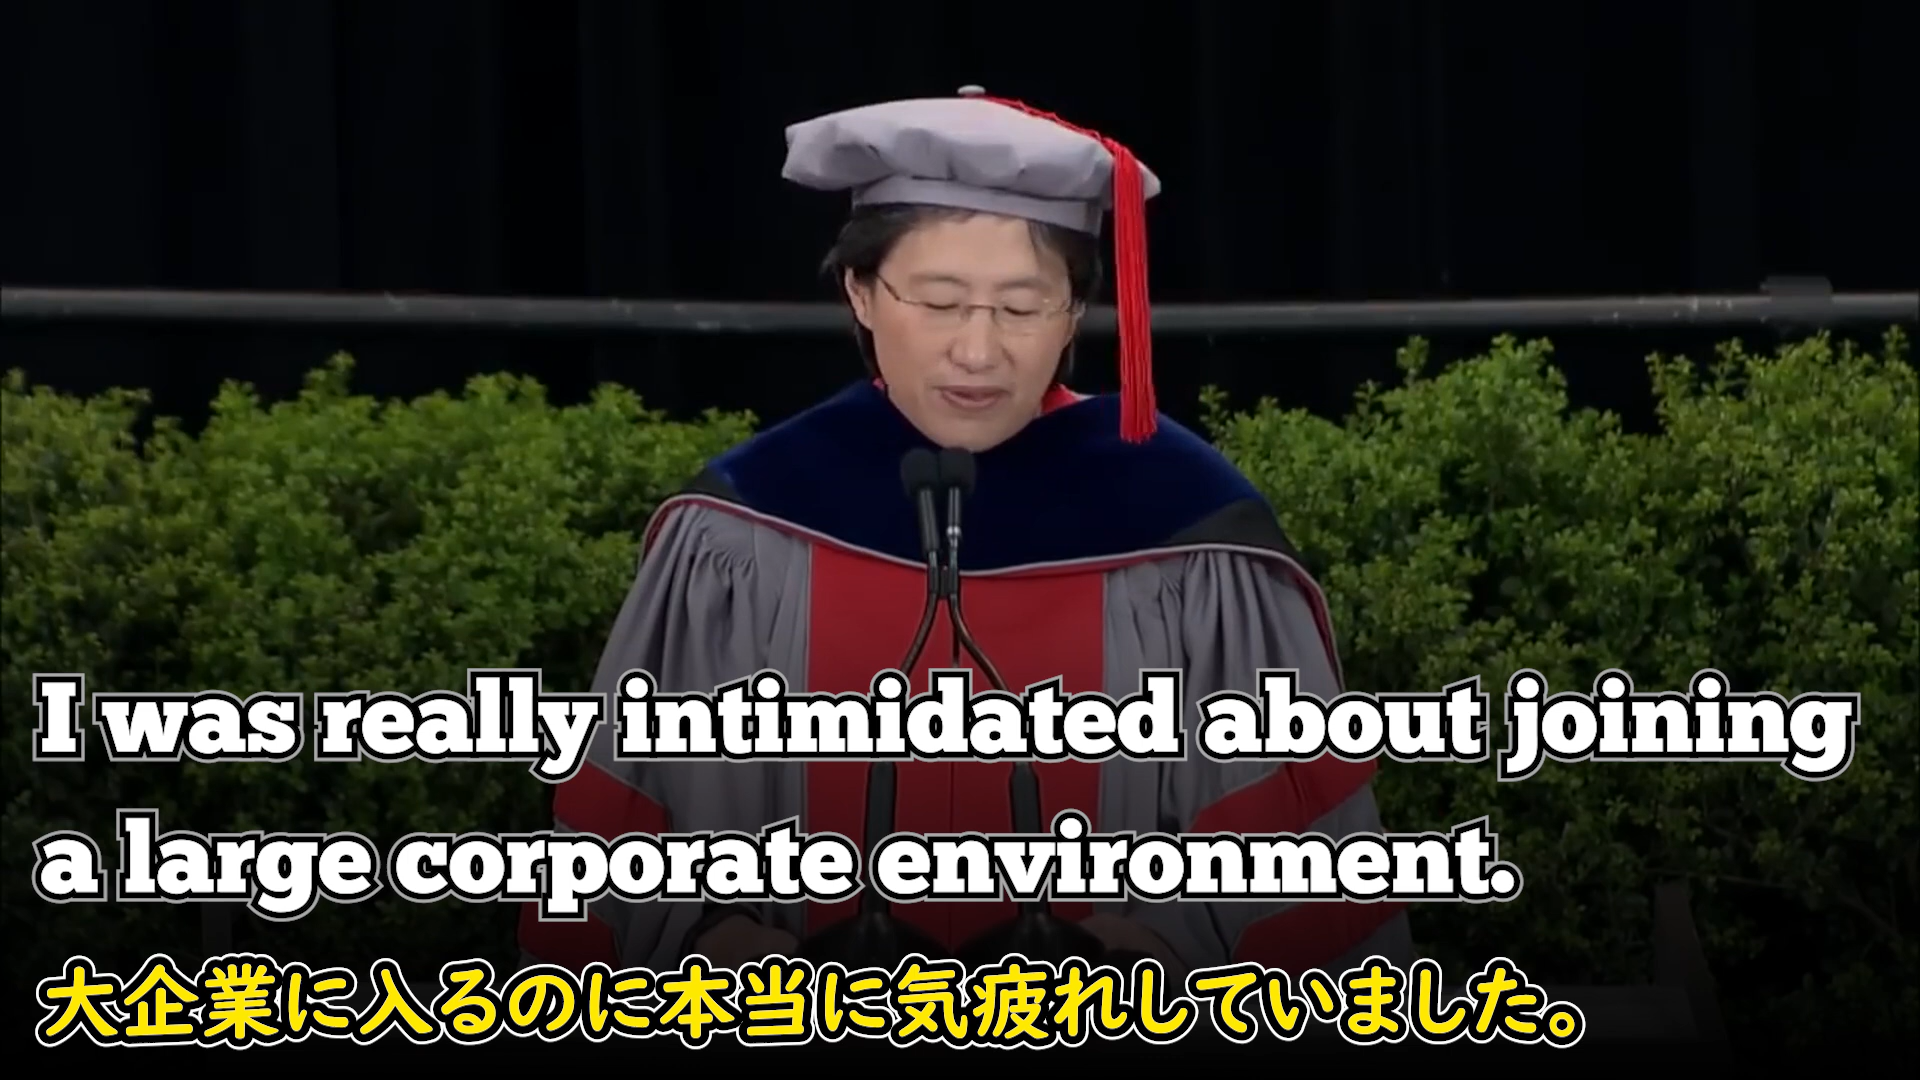 I was really intimidated about joining
a large corporate environment.
大企業に入るのに本当に気疲れしていました。